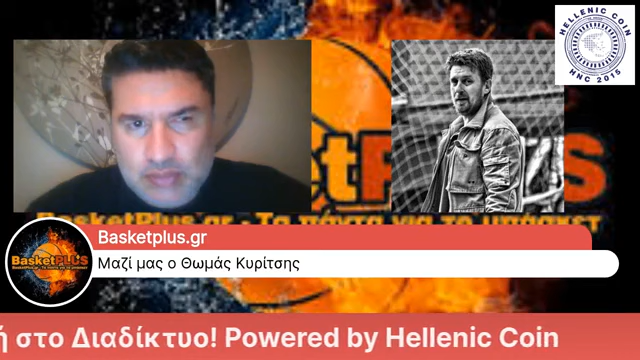 HELLENIC COIN
HNC 2015
BasketPlus.gr - Τα πάντα για το μπάσκετ
BasketPLUS
Basketplus.gr
Μαζί μας ο Θωμάς Κυρίτσης
ή στο Διαδίκτυο! Powered by Hellenic Coin